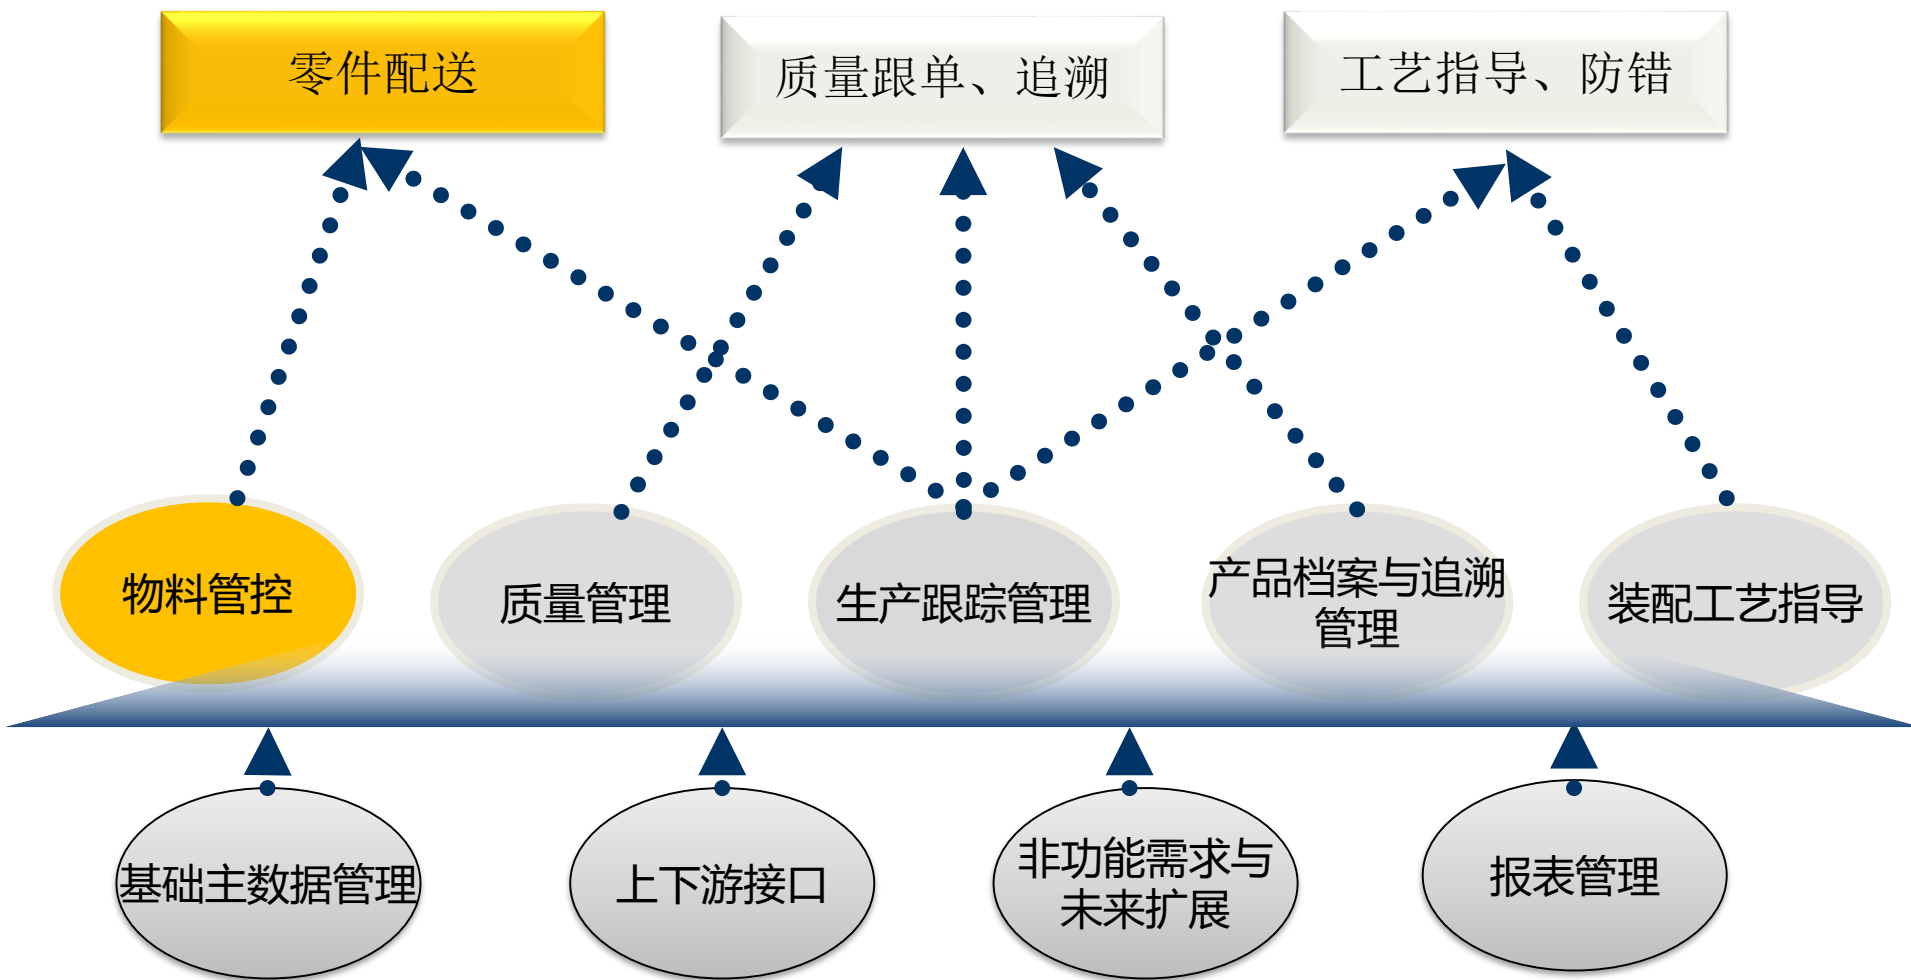 零件配送
质量跟单、追溯
工艺指导、防错
物料管控
质量管理
生产跟踪管理
产品档案与追溯
管理
装配工艺指导
基础主数据管理
上下游接口
非功能需求与
未来扩展
报表管理